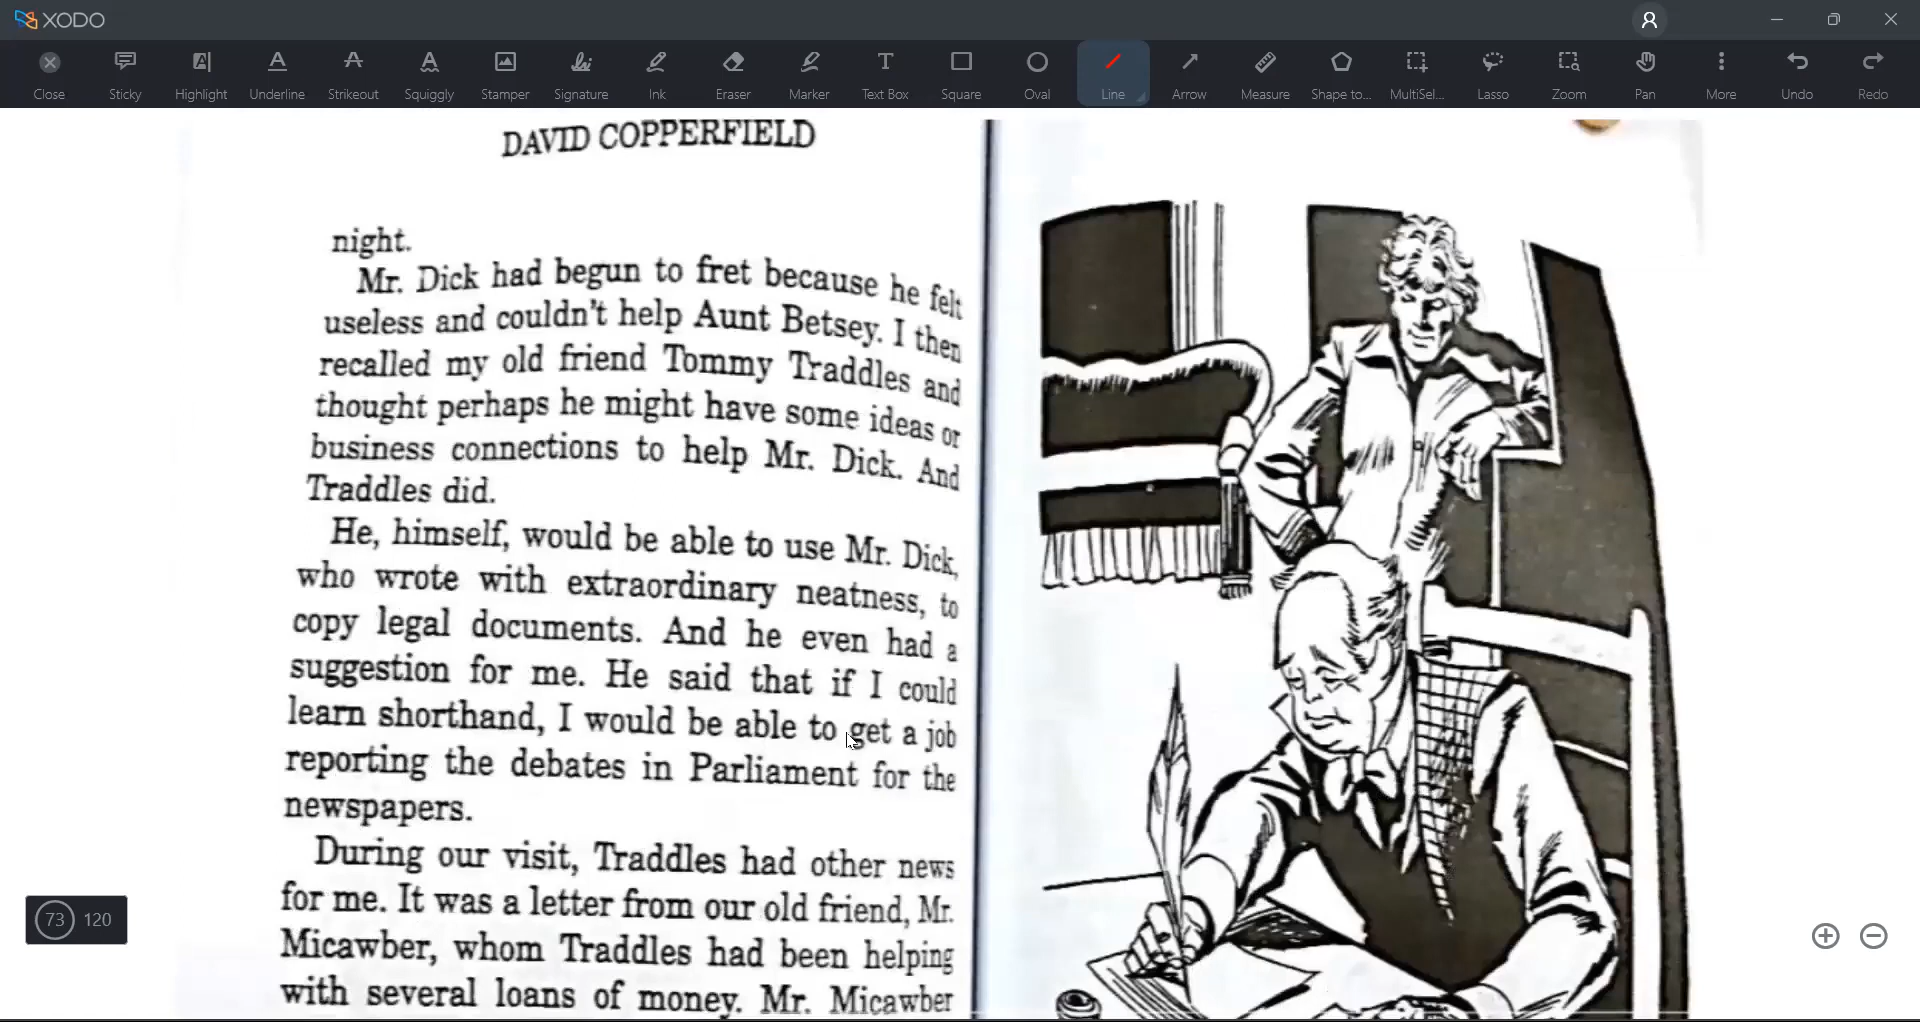 XODO
Close
Sticky
Highlight
Underline
Strikeout
Squiggly
Stamper
Signature
Ink
Eraser
Marker
Text Box
Square
Oval
Line
Arrow
Measure
Shape to...
MultiSel...
Lasso
Zoom
Pan
More
Undo
Redo
DAVID COPPERFIELD
night.
Mr. Dick had begun to fret because he felt
useless and couldn't help Aunt Betsey. I then
recalled my old friend Tommy Traddles and
thought perhaps he might have some ideas or
business connections to help Mr. Dick. And
Traddles did.
He, himself, would be able to use Mr. Dick,
who wrote with extraordinary neatness, to
copy legal documents. And he even had a
suggestion for me. He said that if I could
learn shorthand, I would be able to get a job
reporting the debates in Parliament for the
newspapers.
During our visit, Traddles had other news
for me. It was a letter from our old friend, Mr.
Micawber, whom Traddles had been helping
with several loans of money. Mr. Micawber
73 120